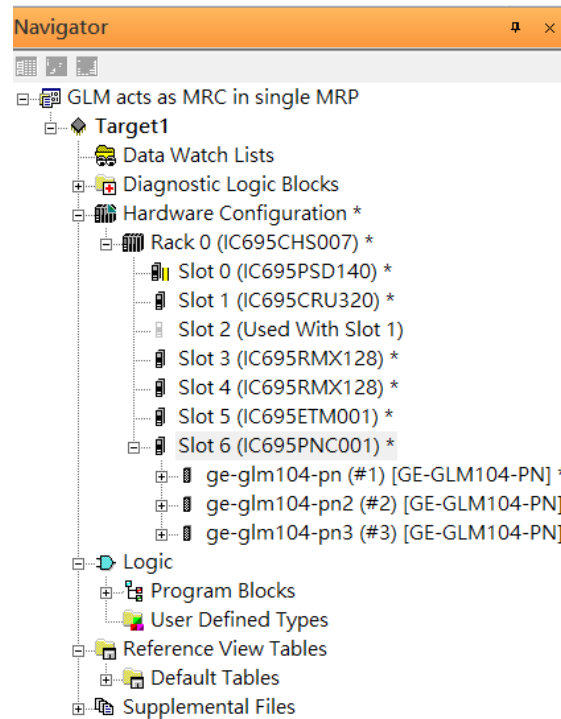 Navigator
GLM acts as MRC in single MRP
Target1
Data Watch Lists
Diagnostic Logic Blocks
Hardware Configuration *
Rack 0 (IC695CHS007) *
Slot 0 (IC695PSD140) *
Slot 1 (IC695CRU320) *
Slot 2 (Used With Slot 1)
Slot 3 (IC695RMX128) *
Slot 4 (IC695RMX128) *
Slot 5 (IC695ETM001) *
Slot 6 (IC695PNC001) *
ge-glm104-pn (#1) [GE-GLM104-PN] *
ge-glm104-pn2 (#2) [GE-GLM104-PN]
ge-glm104-pn3 (#3) [GE-GLM104-PN]
Logic
Program Blocks
User Defined Types
Reference View Tables
Default Tables
Supplemental Files